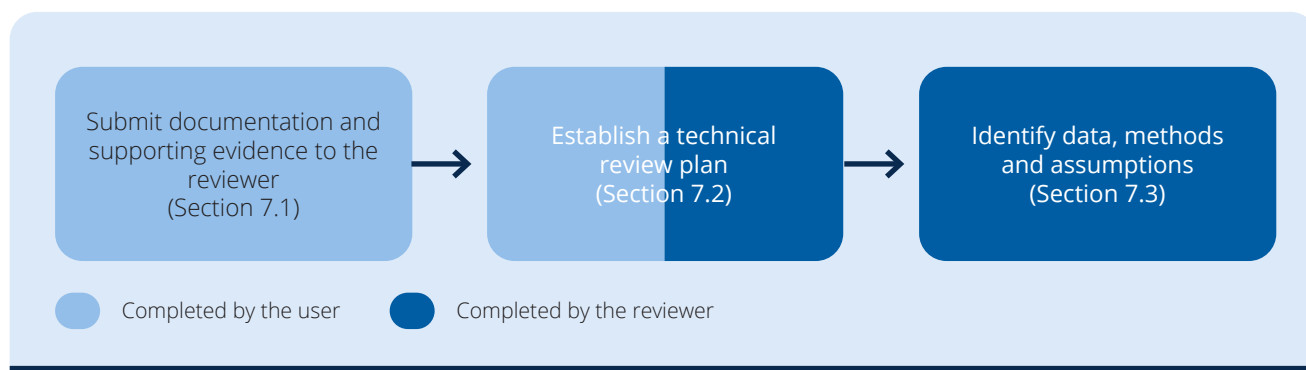 Submit documentation and
supporting evidence to the
reviewer
(Section 7.1)
Establish a technical
review plan
(Section 7.2)
Identify data, methods
and assumptions
(Section 7.3)
Completed by the user
Completed by the reviewer